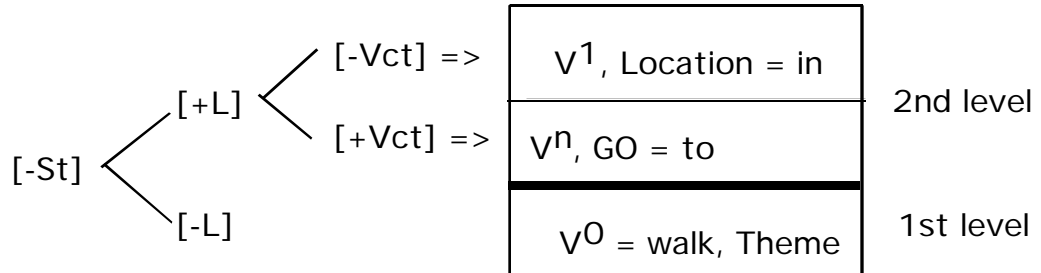 [-Vct] => V¹, Location = in
[+L] 2nd level
[+Vct] => Vⁿ, GO = to
[-St]
[-L] V⁰ = walk, Theme 1st level